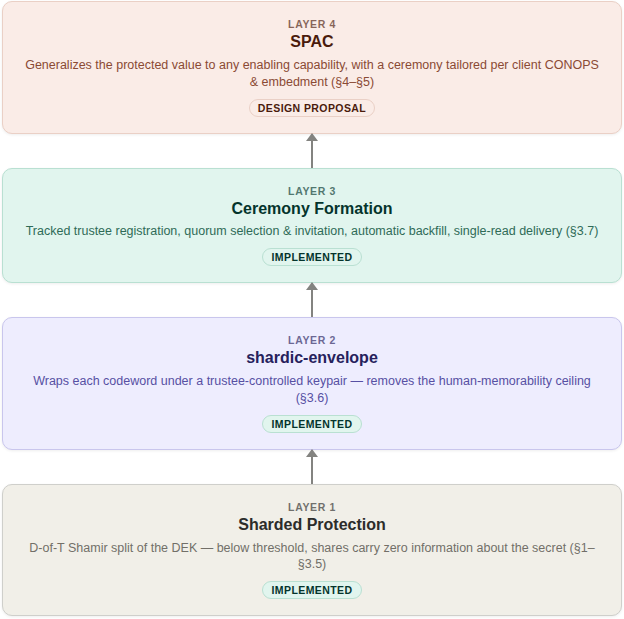 LAYER 4
SPAC
Generalizes the protected value to any enabling capability, with a ceremony tailored per client CONOPS
& embedment (§4–§5)
DESIGN PROPOSAL
LAYER 3
Ceremony Formation
Tracked trustee registration, quorum selection & invitation, automatic backfill, single-read delivery (§3.7)
IMPLEMENTED
LAYER 2
shardic-envelope
Wraps each codeword under a trustee-controlled keypair — removes the human-memorability ceiling
(§3.6)
IMPLEMENTED
LAYER 1
Sharded Protection
D-of-T Shamir split of the DEK — below threshold, shares carry zero information about the secret (§1–
§3.5)
IMPLEMENTED